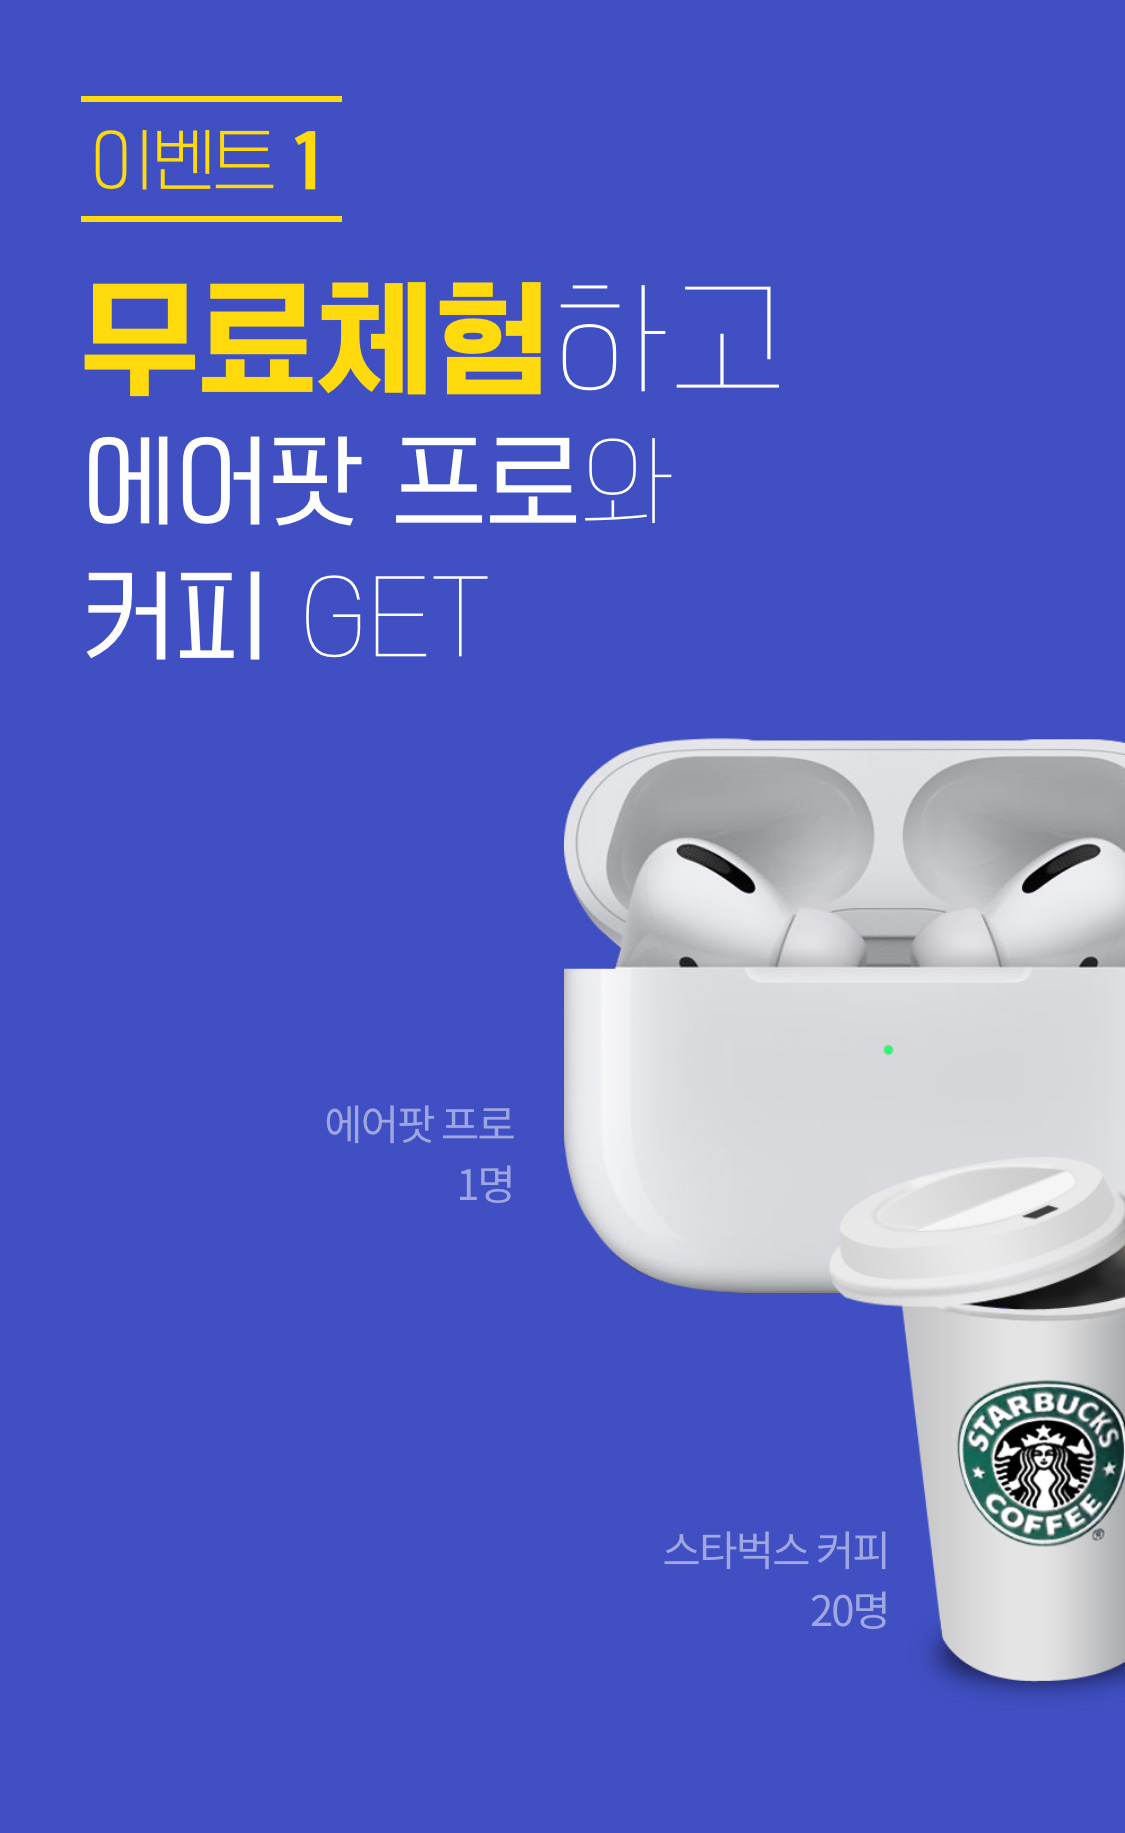 이벤트 1
무료체험하고
에어팟 프로와
커피 GET
에어팟 프로
1명
STARBUCKS
COFFEE
®
스타벅스 커피
20명